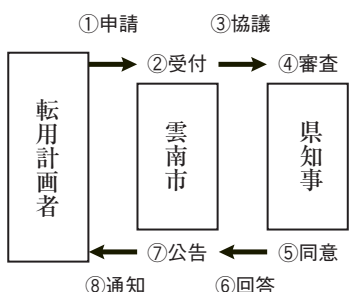 ①申請
③協議
②受付
④審査
転用計画者
雲南市
県知事
⑦公告
⑤同意
⑧通知
⑥回答